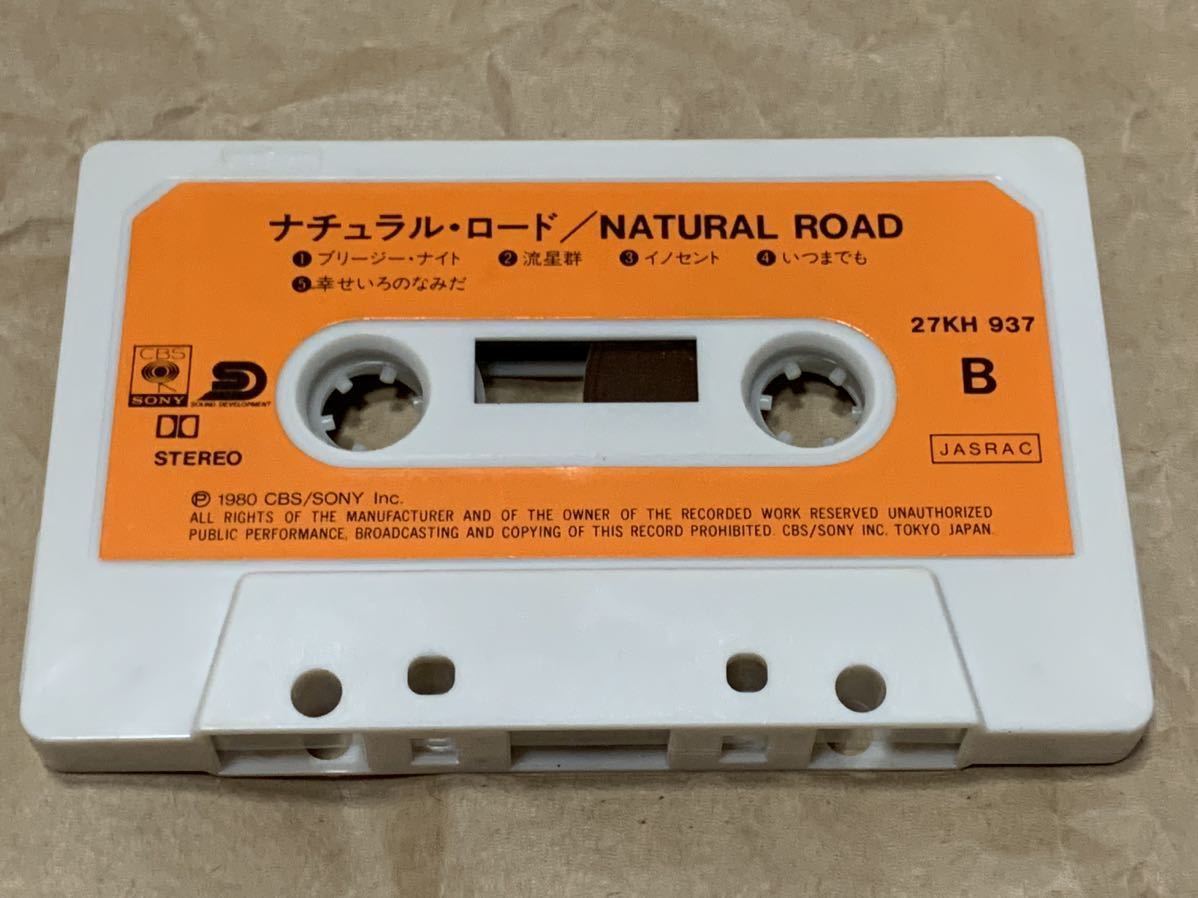 ナチュラル・ロード／NATURAL ROAD
❶ブリージー・ナイト ❷流星群 ❸イノセント ❹いつまでも
❺幸せいろのなみだ
27KH 937
B
CBS
SONY
SD
SOUND DEVELOPMENT
STEREO
JASRAC
Ⓟ 1980 CBS/SONY Inc.
ALL RIGHTS OF THE MANUFACTURER AND OF THE OWNER OF THE RECORDED WORK RESERVED UNAUTHORIZED
PUBLIC PERFORMANCE, BROADCASTING AND COPYING OF THIS RECORD PROHIBITED. CBS/SONY INC. TOKYO JAPAN.